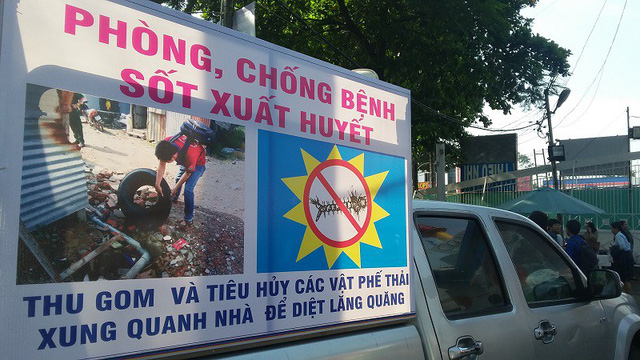 PHÒNG, CHỐNG BỆNH
SỐT XUẤT HUYẾT
THU GOM VÀ TIÊU HỦY CÁC VẬT PHẾ THẢI
XUNG QUANH NHÀ ĐỂ DIỆT LĂNG QUĂNG